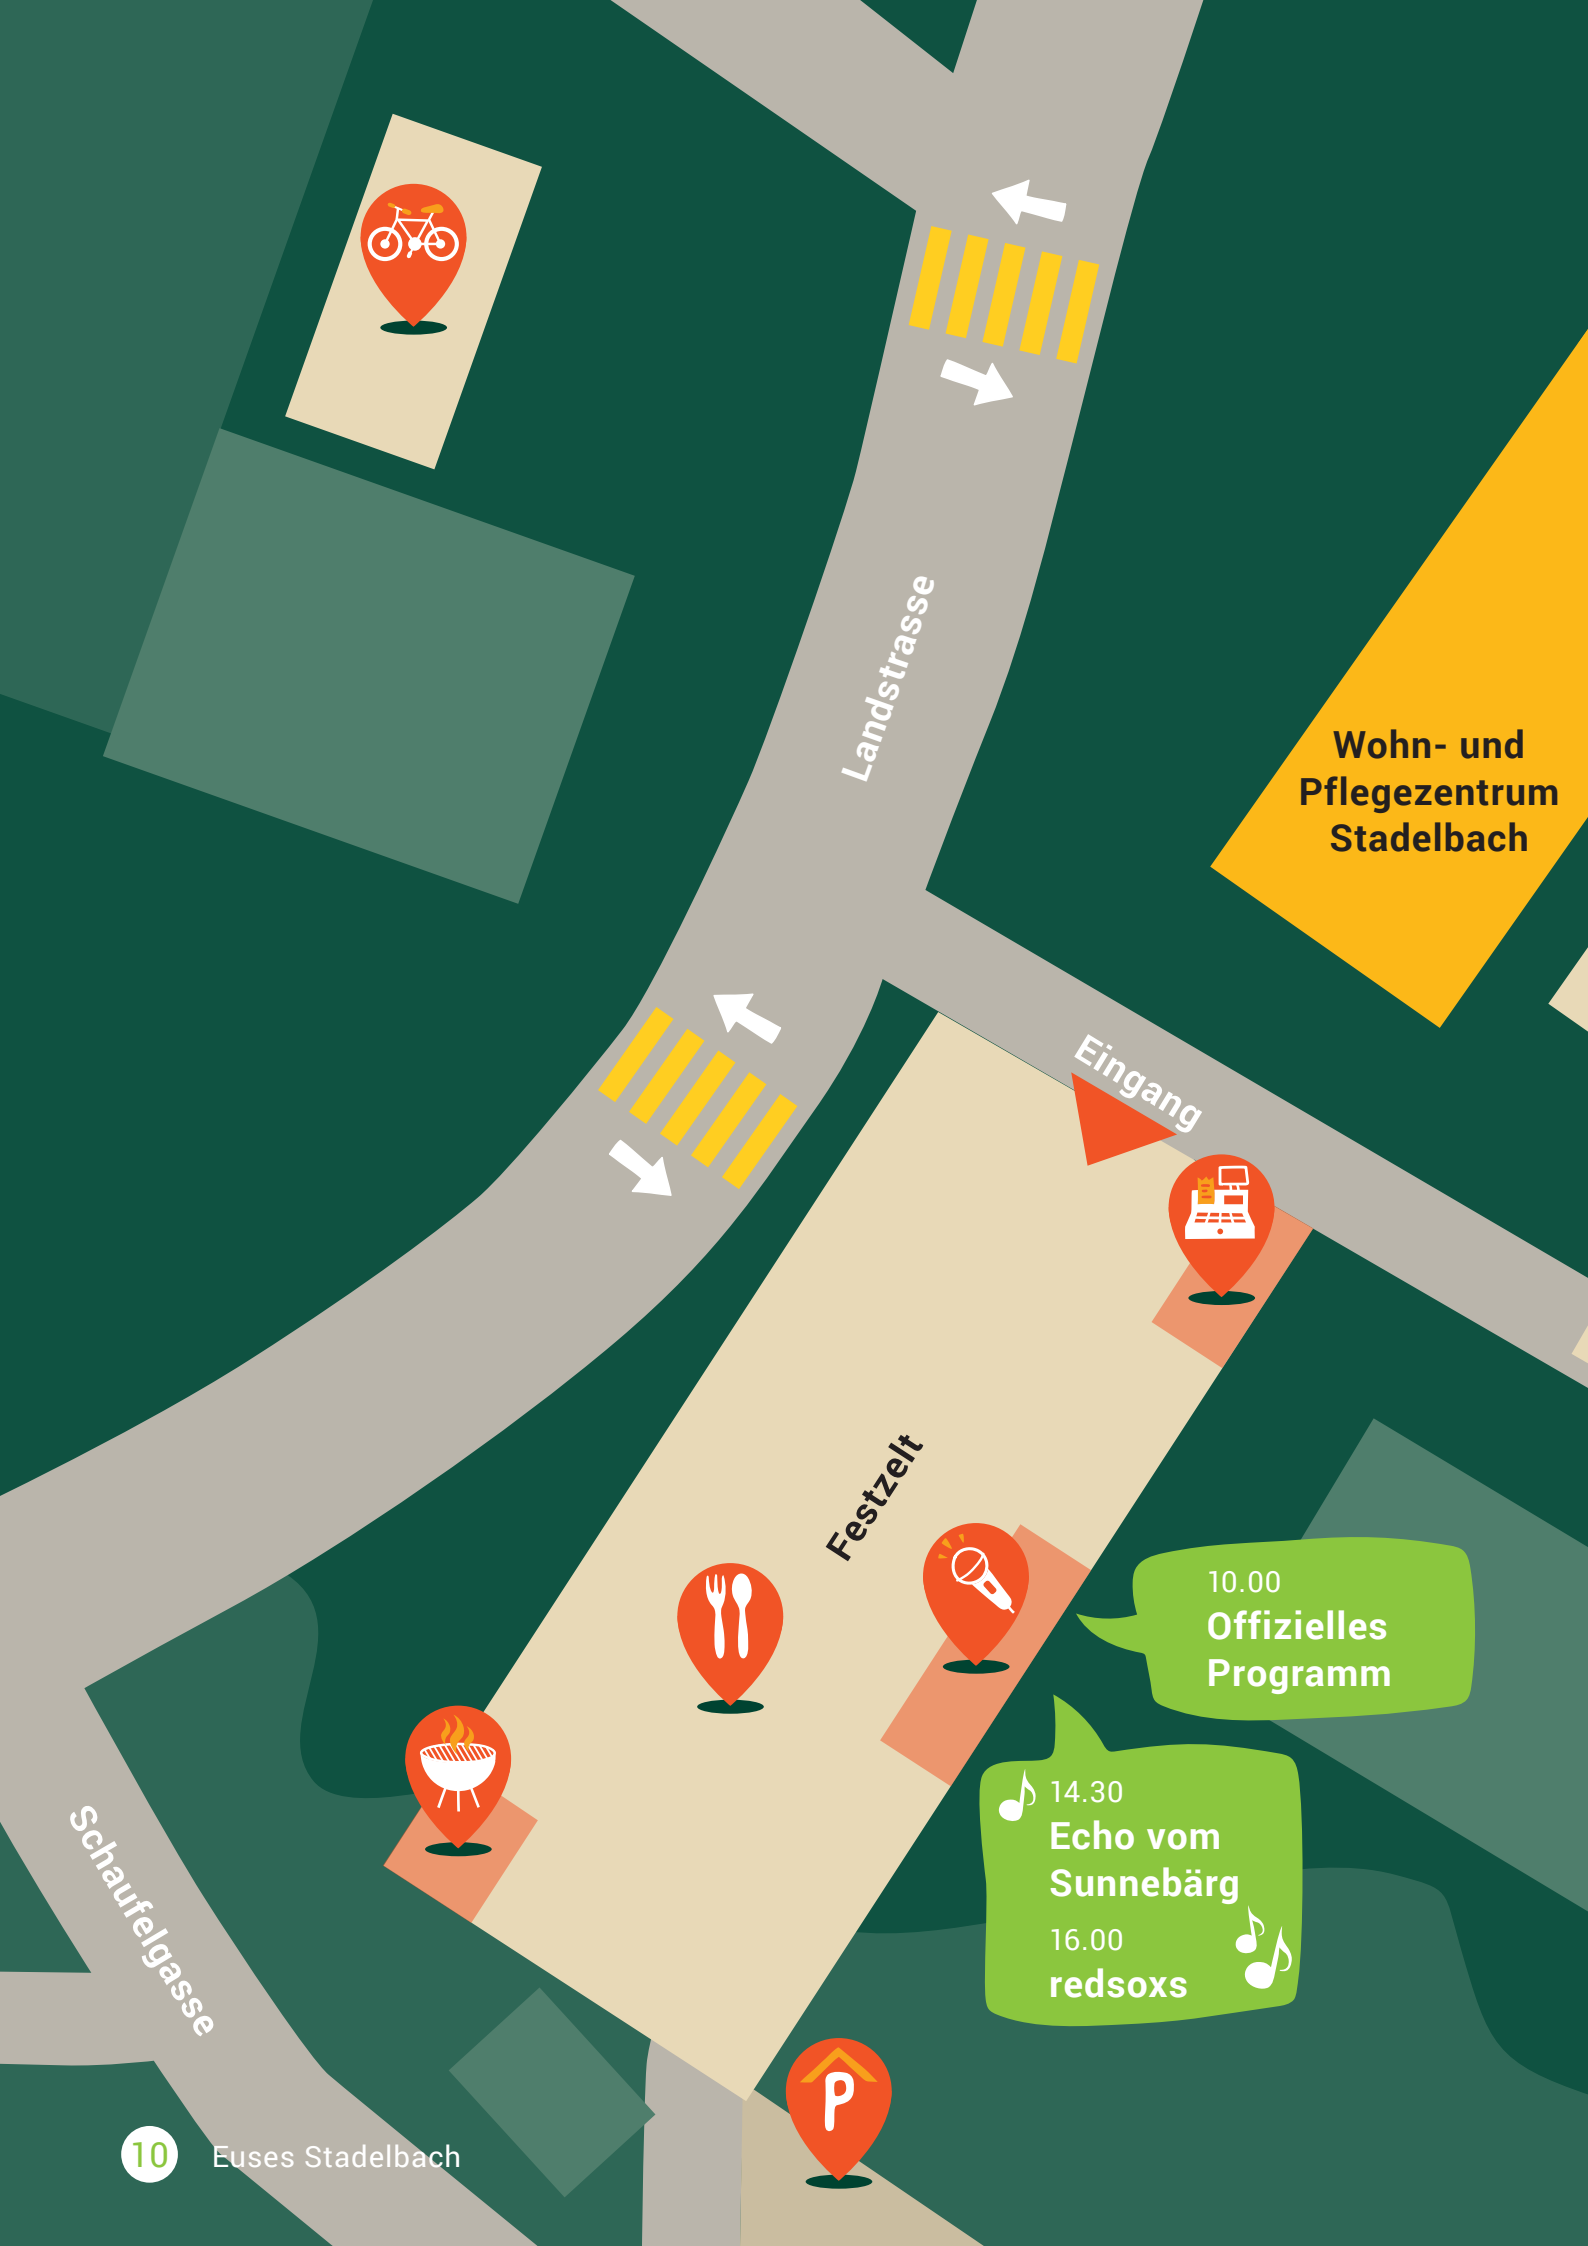 Landstrasse
Wohn- und
Pflegezentrum
Stadelbach
Eingang
Festzelt
P
10.00
Offizielles
Programm
14.30
Echo vom
Sunnebärg
16.00
redsoxs
Schaufelgasse
10 Euses Stadelbach